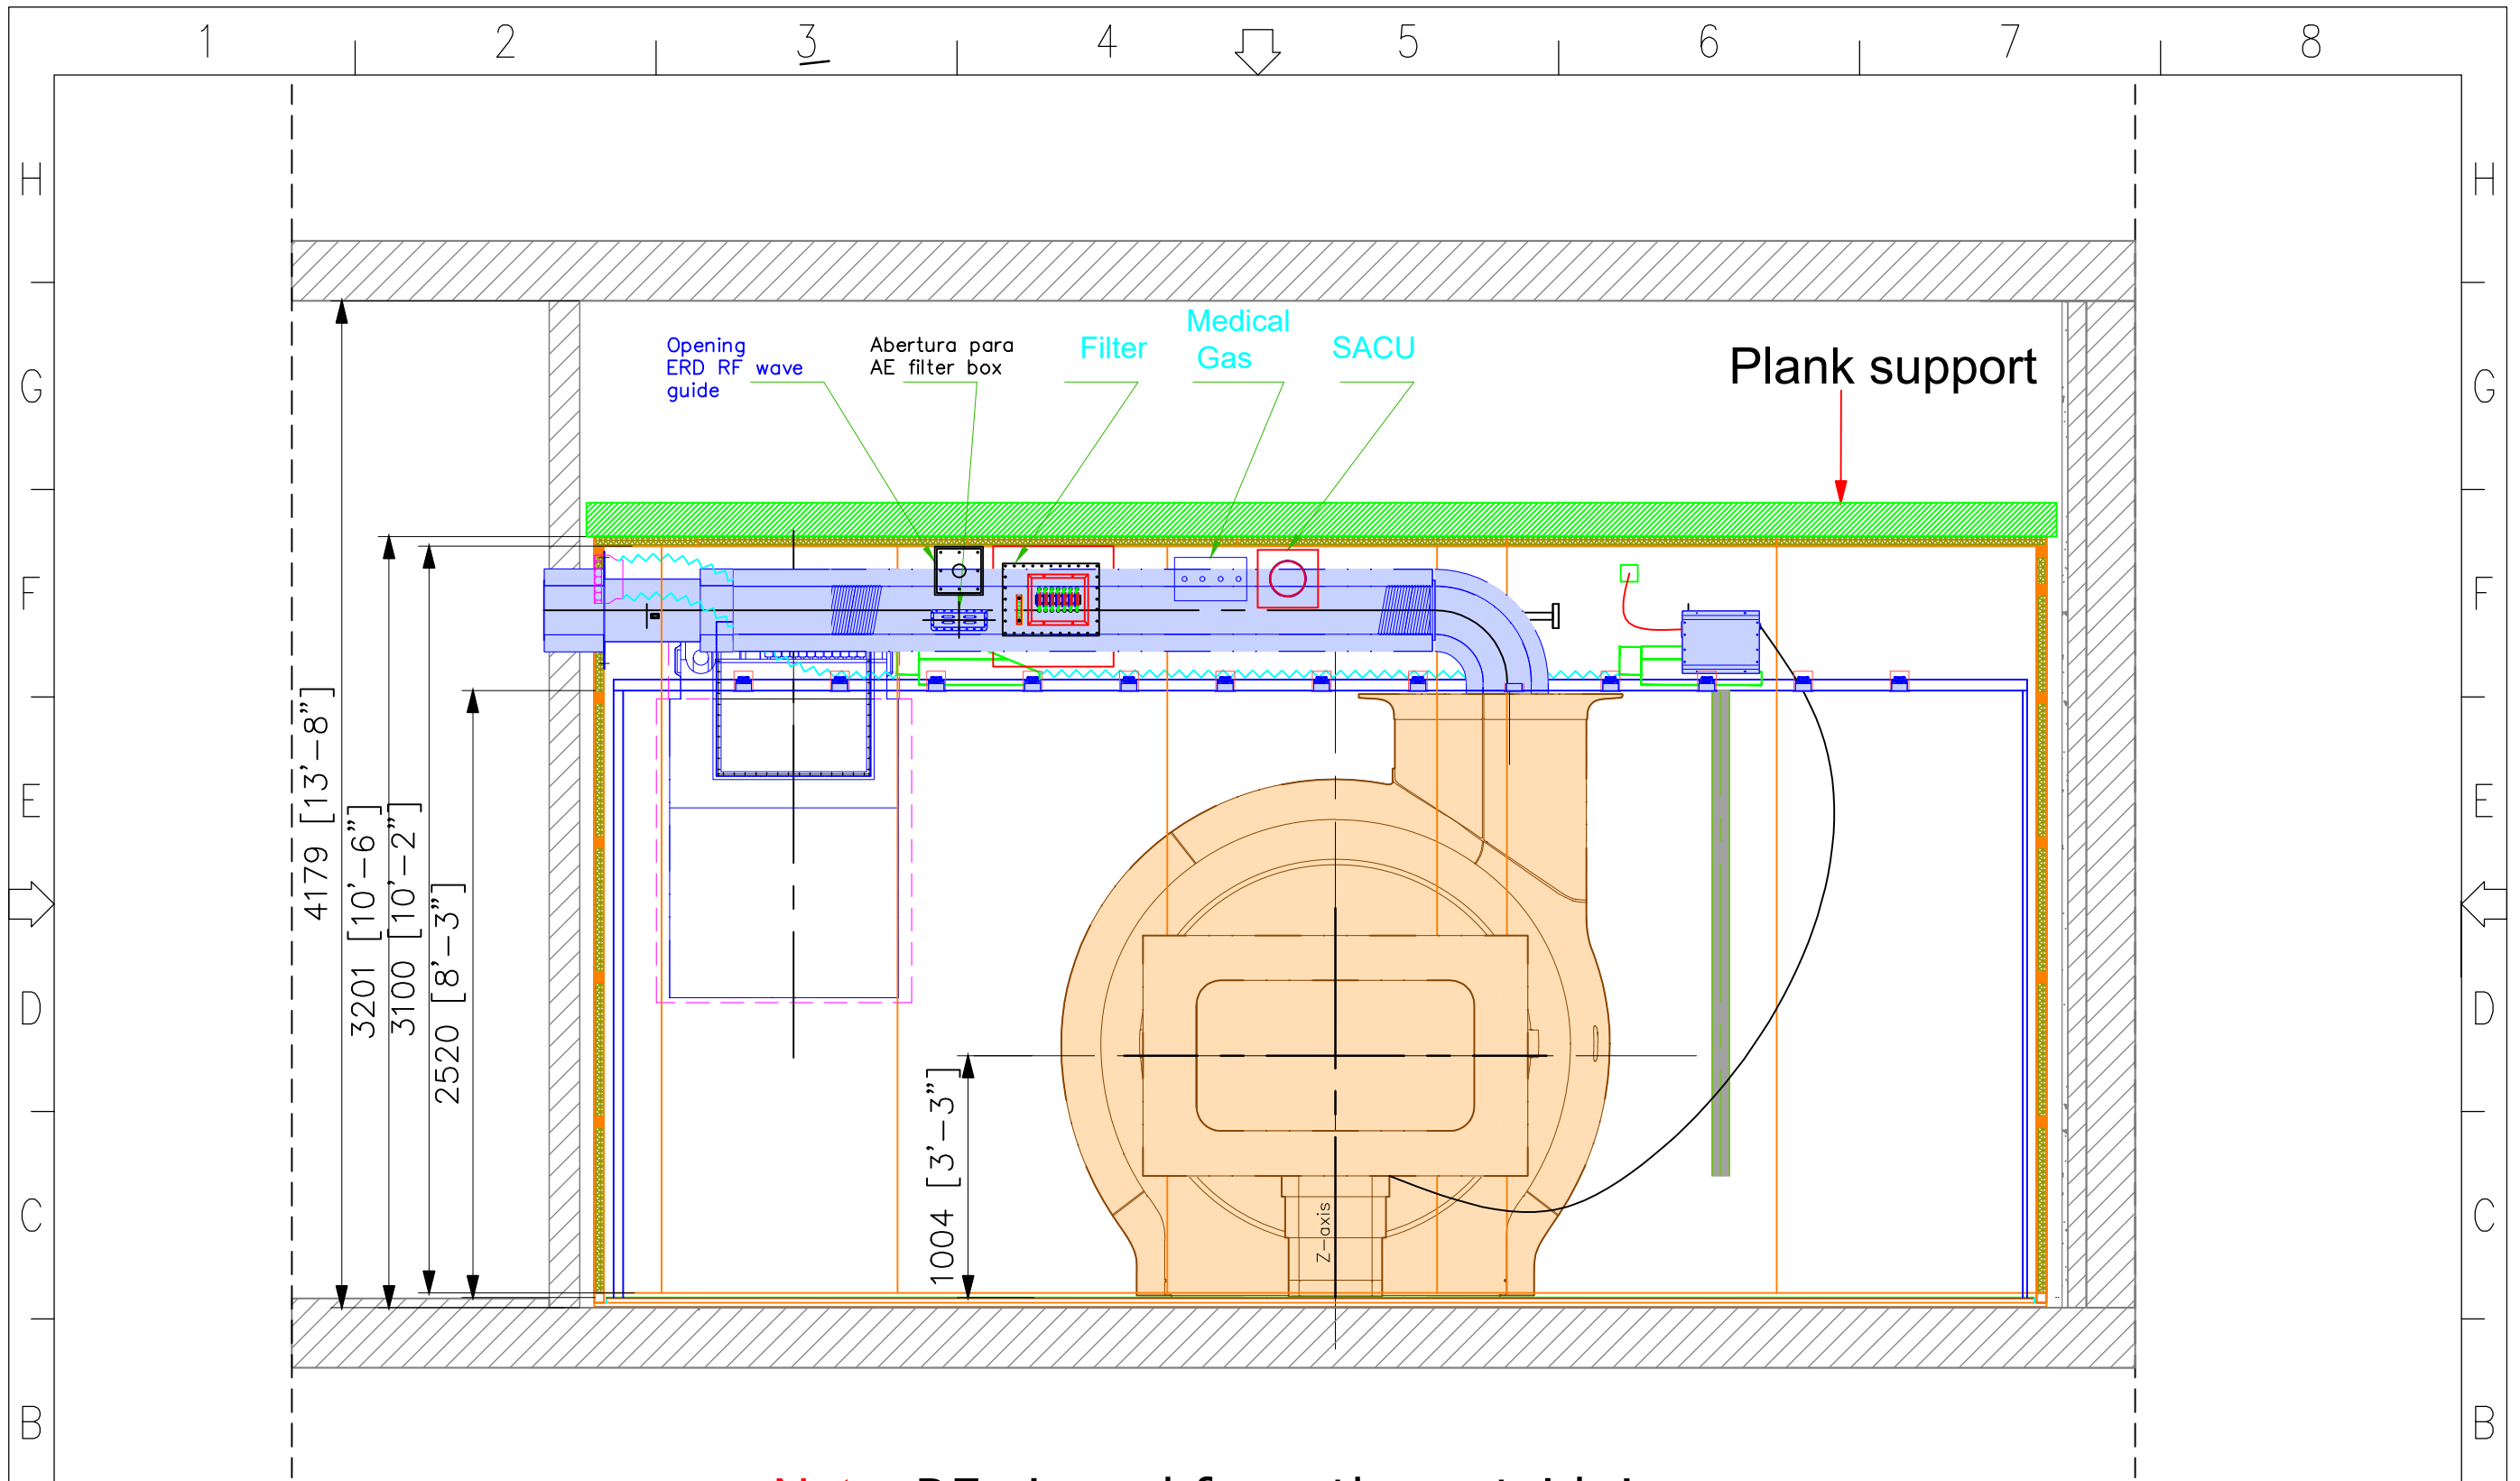 1 2 3 4 5 6 7 8
H H
Opening
ERD RF wave
guide
Abertura para
AE filter box
Filter
Medical
Gas
SACU
Plank support
G G
F F
4179 [13'-8"]
3201 [10'-6"]
3100 [10'-2"]
2520 [8'-3"]
E E
D D
1004 [3'-3"]
Z-axis
C C
B B